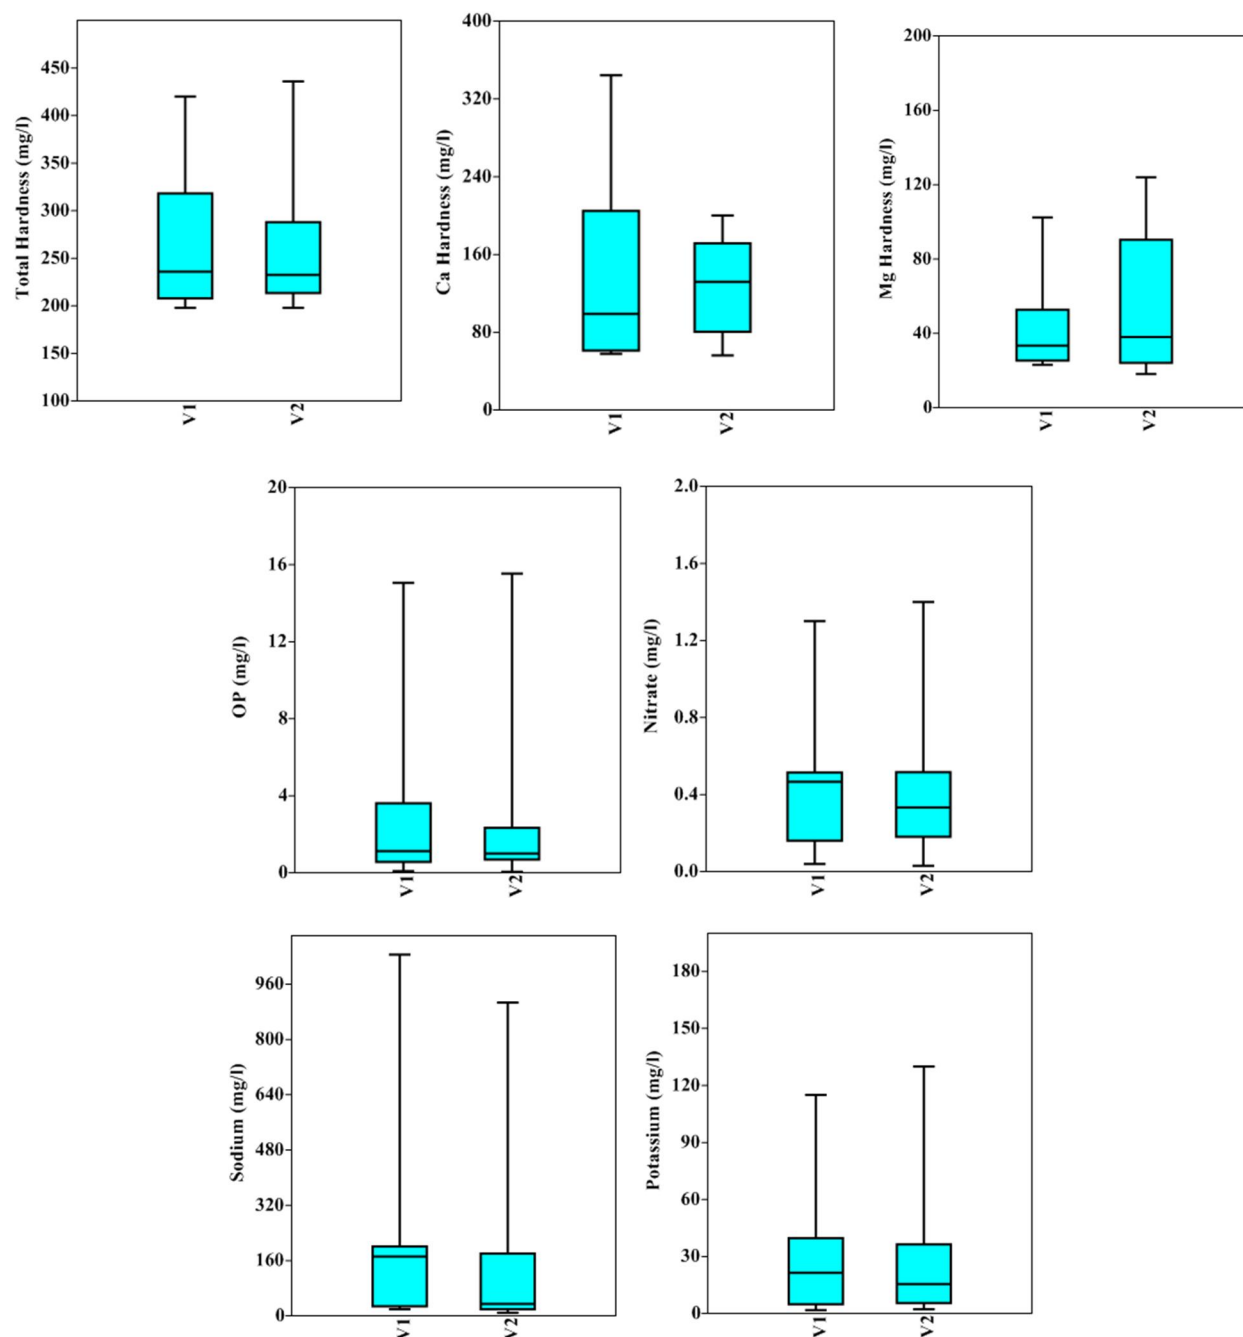 Total Hardness (mg/l)
450
400
350
300
250
200
150
100
V1
V2
Ca Hardness (mg/l)
400
320
240
160
80
0
V1
V2
Mg Hardness (mg/l)
200
160
120
80
40
0
V1
V2
OP (mg/l)
20
16
12
8
4
0
V1
V2
Nitrate (mg/l)
2.0
1.6
1.2
0.8
0.4
0.0
V1
V2
Sodium (mg/l)
960
800
640
480
320
160
0
V1
V2
Potassium (mg/l)
180
150
120
90
60
30
0
V1
V2